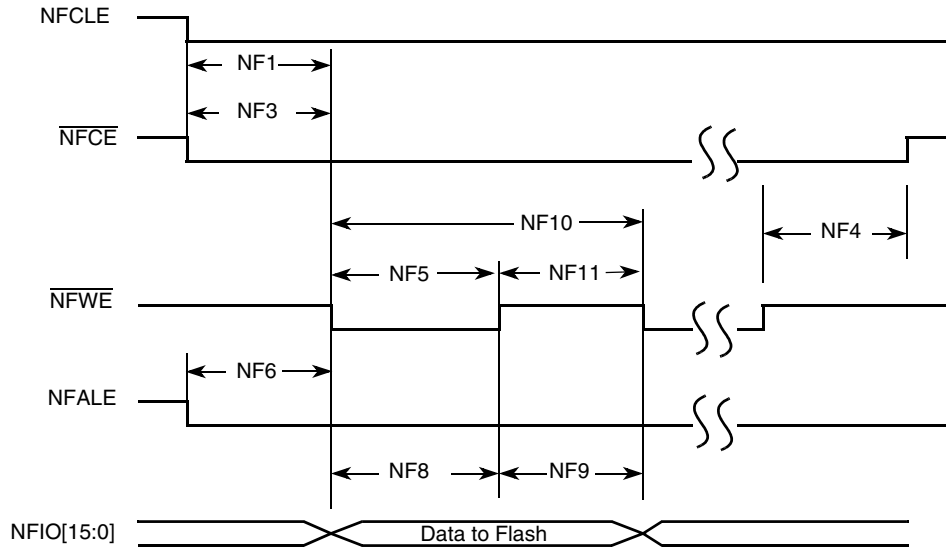 NFCLE
NF1
NF3
NFCE
NF10
NF4
NF5
NF11
NFWE
NF6
NFALE
NF8
NF9
NFIO[15:0]
Data to Flash